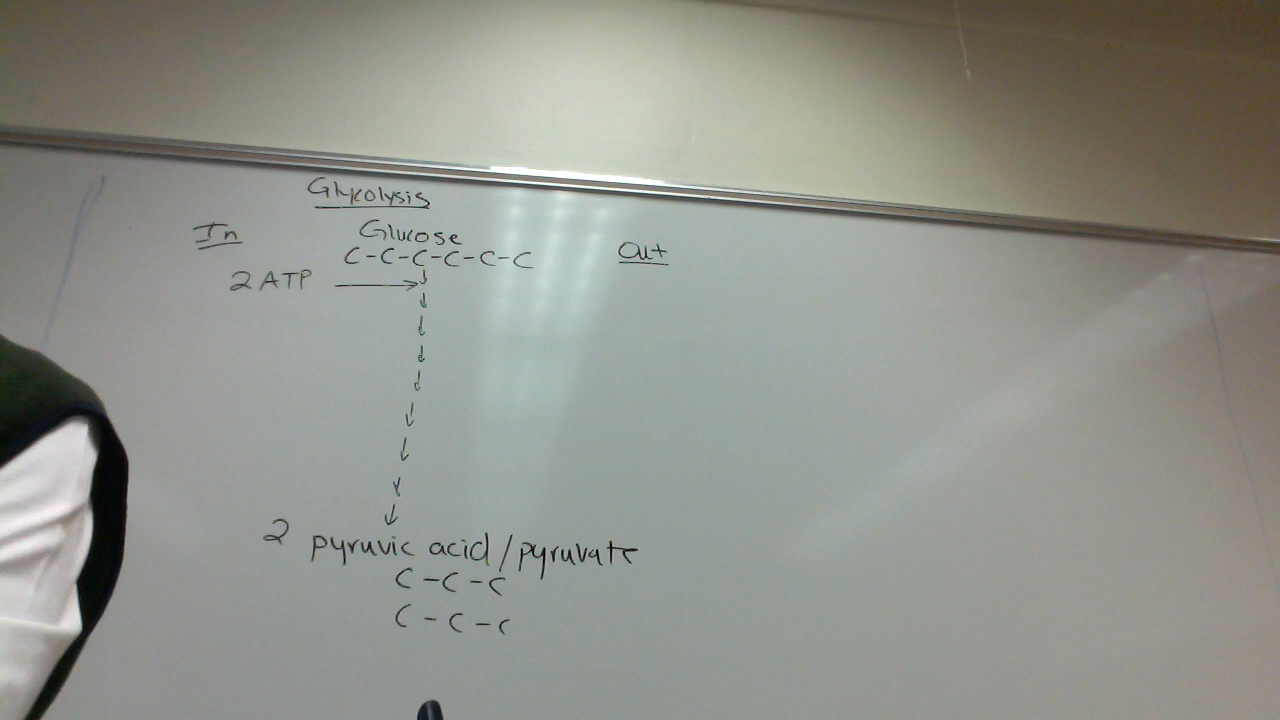 Glycolysis
In Glucose Out
C-C-C-C-C-C
2 ATP
2 pyruvic acid/pyruvate
C-C-C
C-C-C